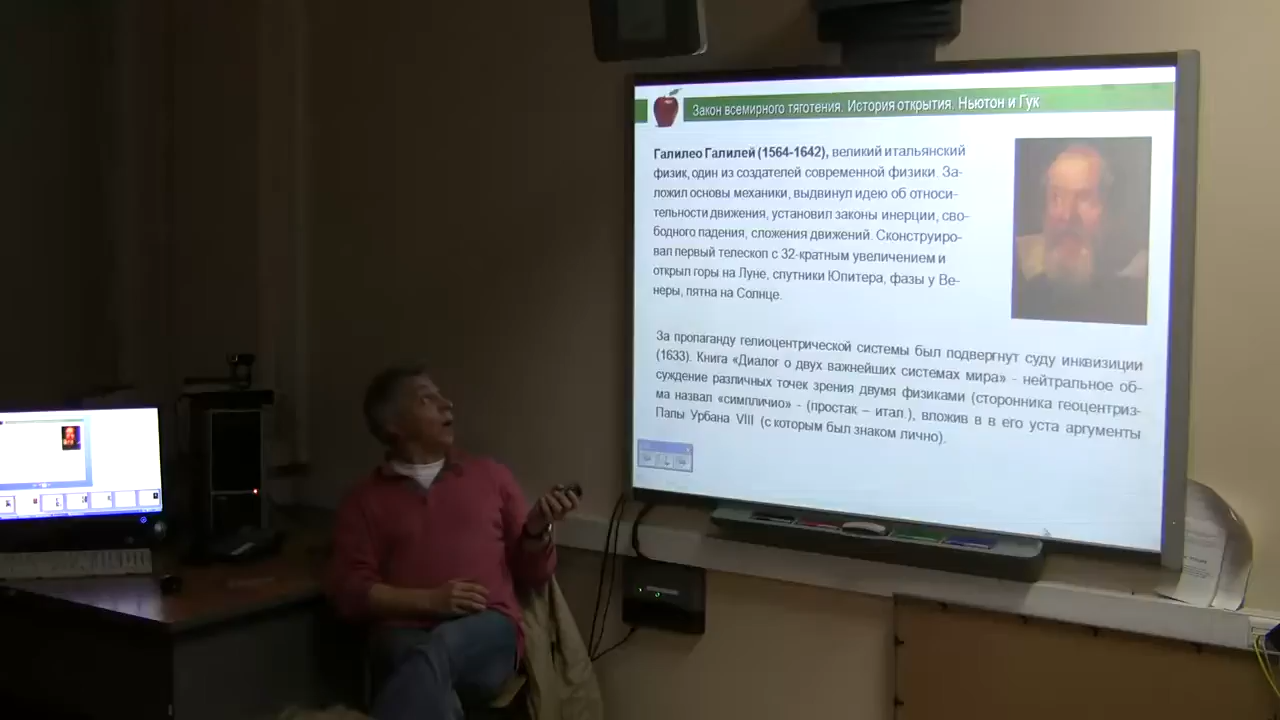 Закон всемирного тяготения. История открытия. Ньютон и Гук
Галилео Галилей (1564-1642), великий итальянский
физик, один из создателей современной физики. За-
ложил основы механики, выдвинул идею об относи-
тельности движения, установил законы инерции, сво-
бодного падения, сложения движений. Сконструиро-
вал первый телескоп с 32-кратным увеличением и
открыл горы на Луне, спутники Юпитера, фазы у Ве-
неры, пятна на Солнце.
За пропаганду гелиоцентрической системы был подвергнут суду инквизиции
(1633). Книга «Диалог о двух важнейших системах мира» - нейтральное об-
суждение различных точек зрения двумя физиками (сторонника геоцентриз-
ма назвал «симпличио» - (простак – итал.), вложив в в его уста аргументы
Папы Урбана VIII (с которым был знаком лично).